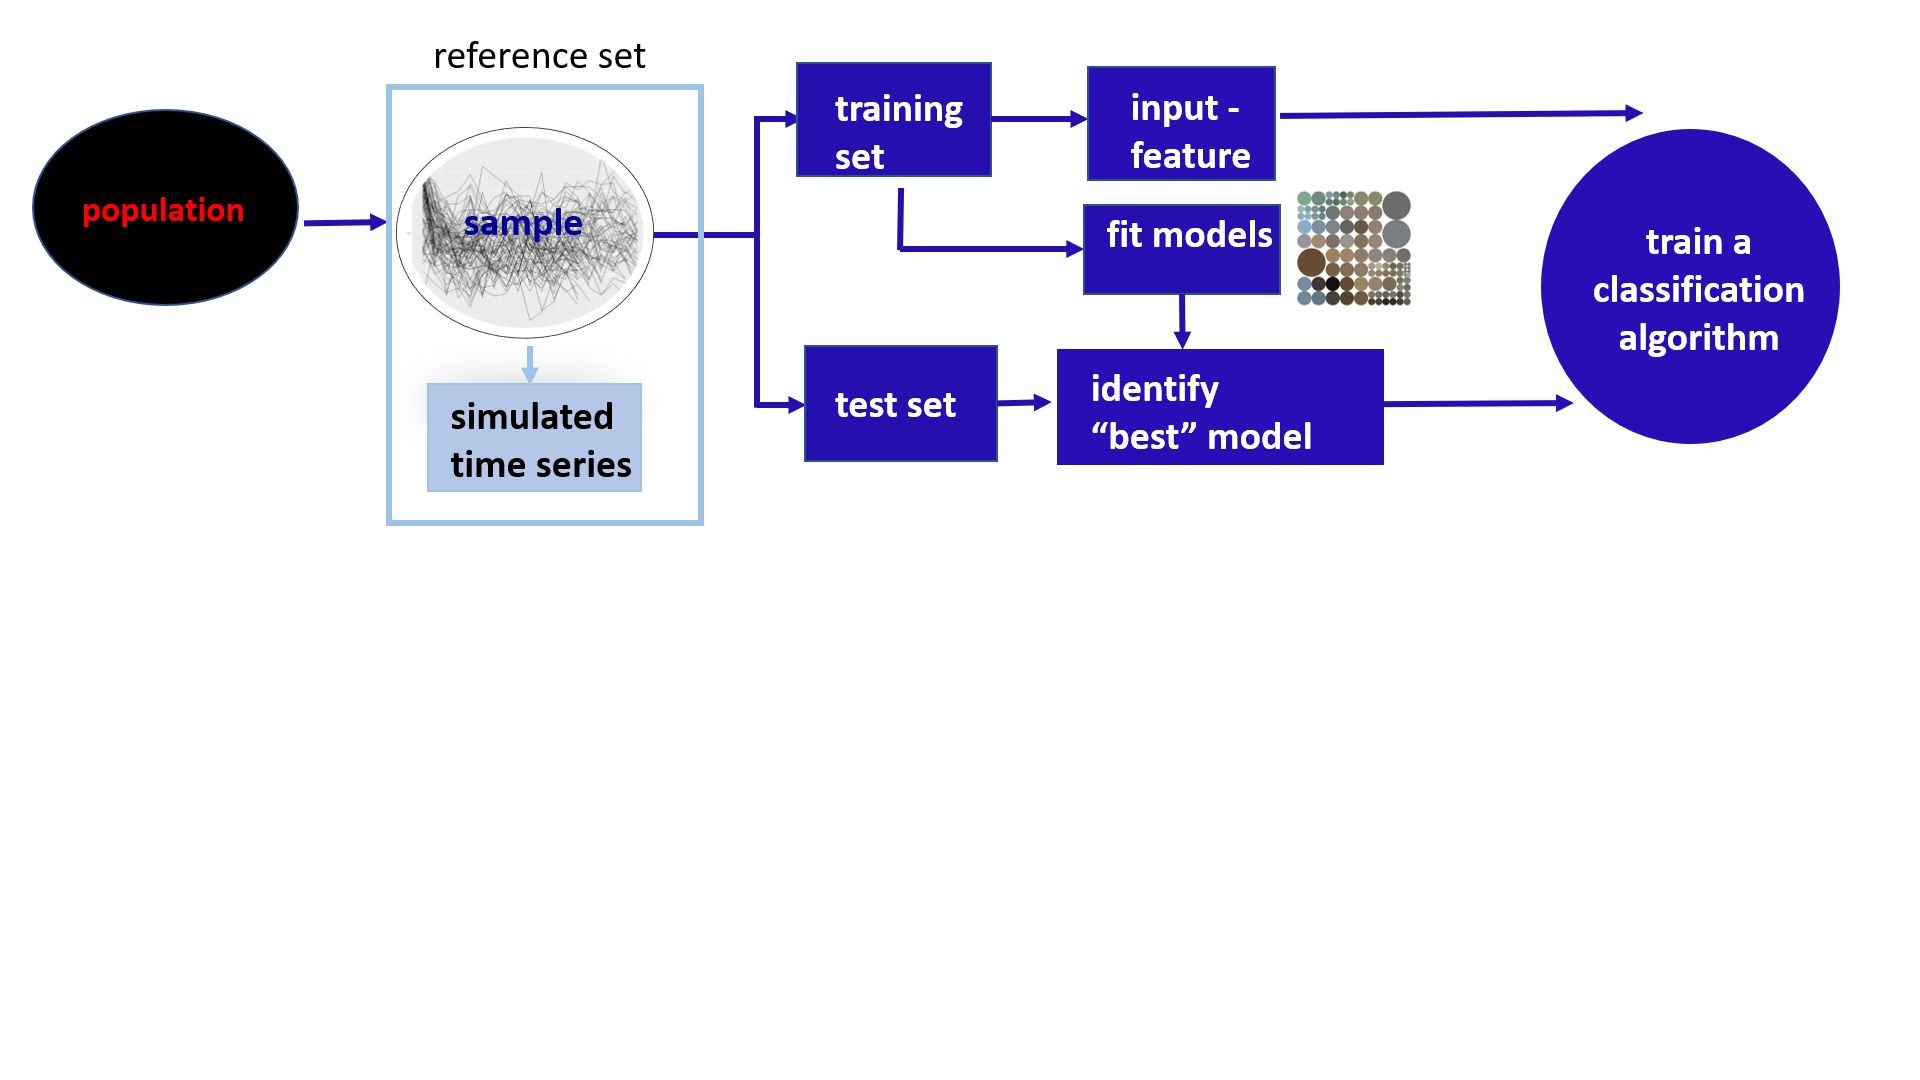 reference set
population
sample
simulated
time series
training
set
input -
feature
fit models
test set
identify
“best” model
train a
classification
algorithm